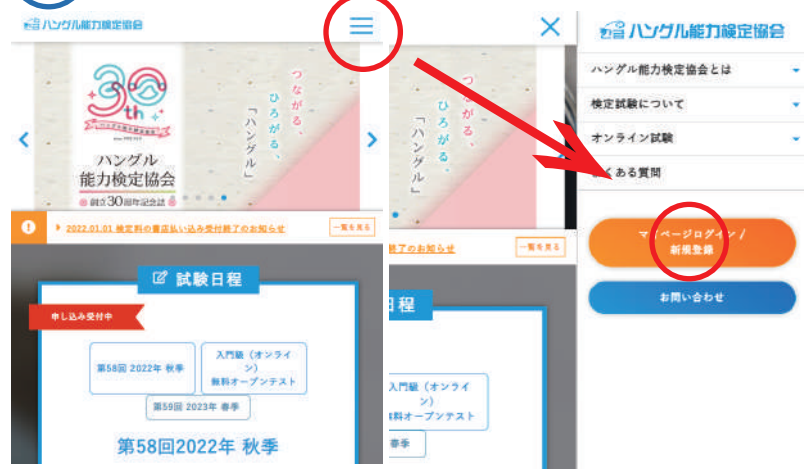 ハングル能力検定協会
30
th
ハングル
能力検定協会
創立30周年記念誌
つながる、
ひろがる、
「ハングル」
2022.01.01 検定料の書店払い込み受付終了のお知らせ
一覧を見る
試験日程
申し込み受付中
第58回 2022年 秋季
入門級（オンライ
ン）
無料オープンテスト
第59回 2023年 春季
第58回2022年 秋季
つながる、
ひろがる、
「ハングル」
終了のお知らせ
一覧を見る
日程
入門級（オンライ
ン）
無料オープンテスト
春季
ハングル能力検定協会
ハングル能力検定協会とは
検定試験について
オンライン試験
くある質問
マイページログイン /
新規登録
お問い合わせ